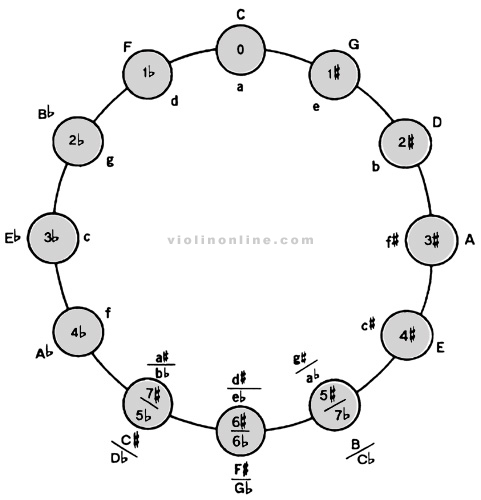 C
F 0 G
1♭ a 1♯
d e
B♭ D
2♭ 2♯
g b
E♭ 3♭ c violinonline.com f♯ 3♯ A
f c♯
4♭ 4♯
A♭ E
a♯ d♯ g♯
b♭ e♭ a♭
7♯ 6♯ 5♯
5♭ 6♭ 7♭
C♯ F♯ B
D♭ G♭ C♭